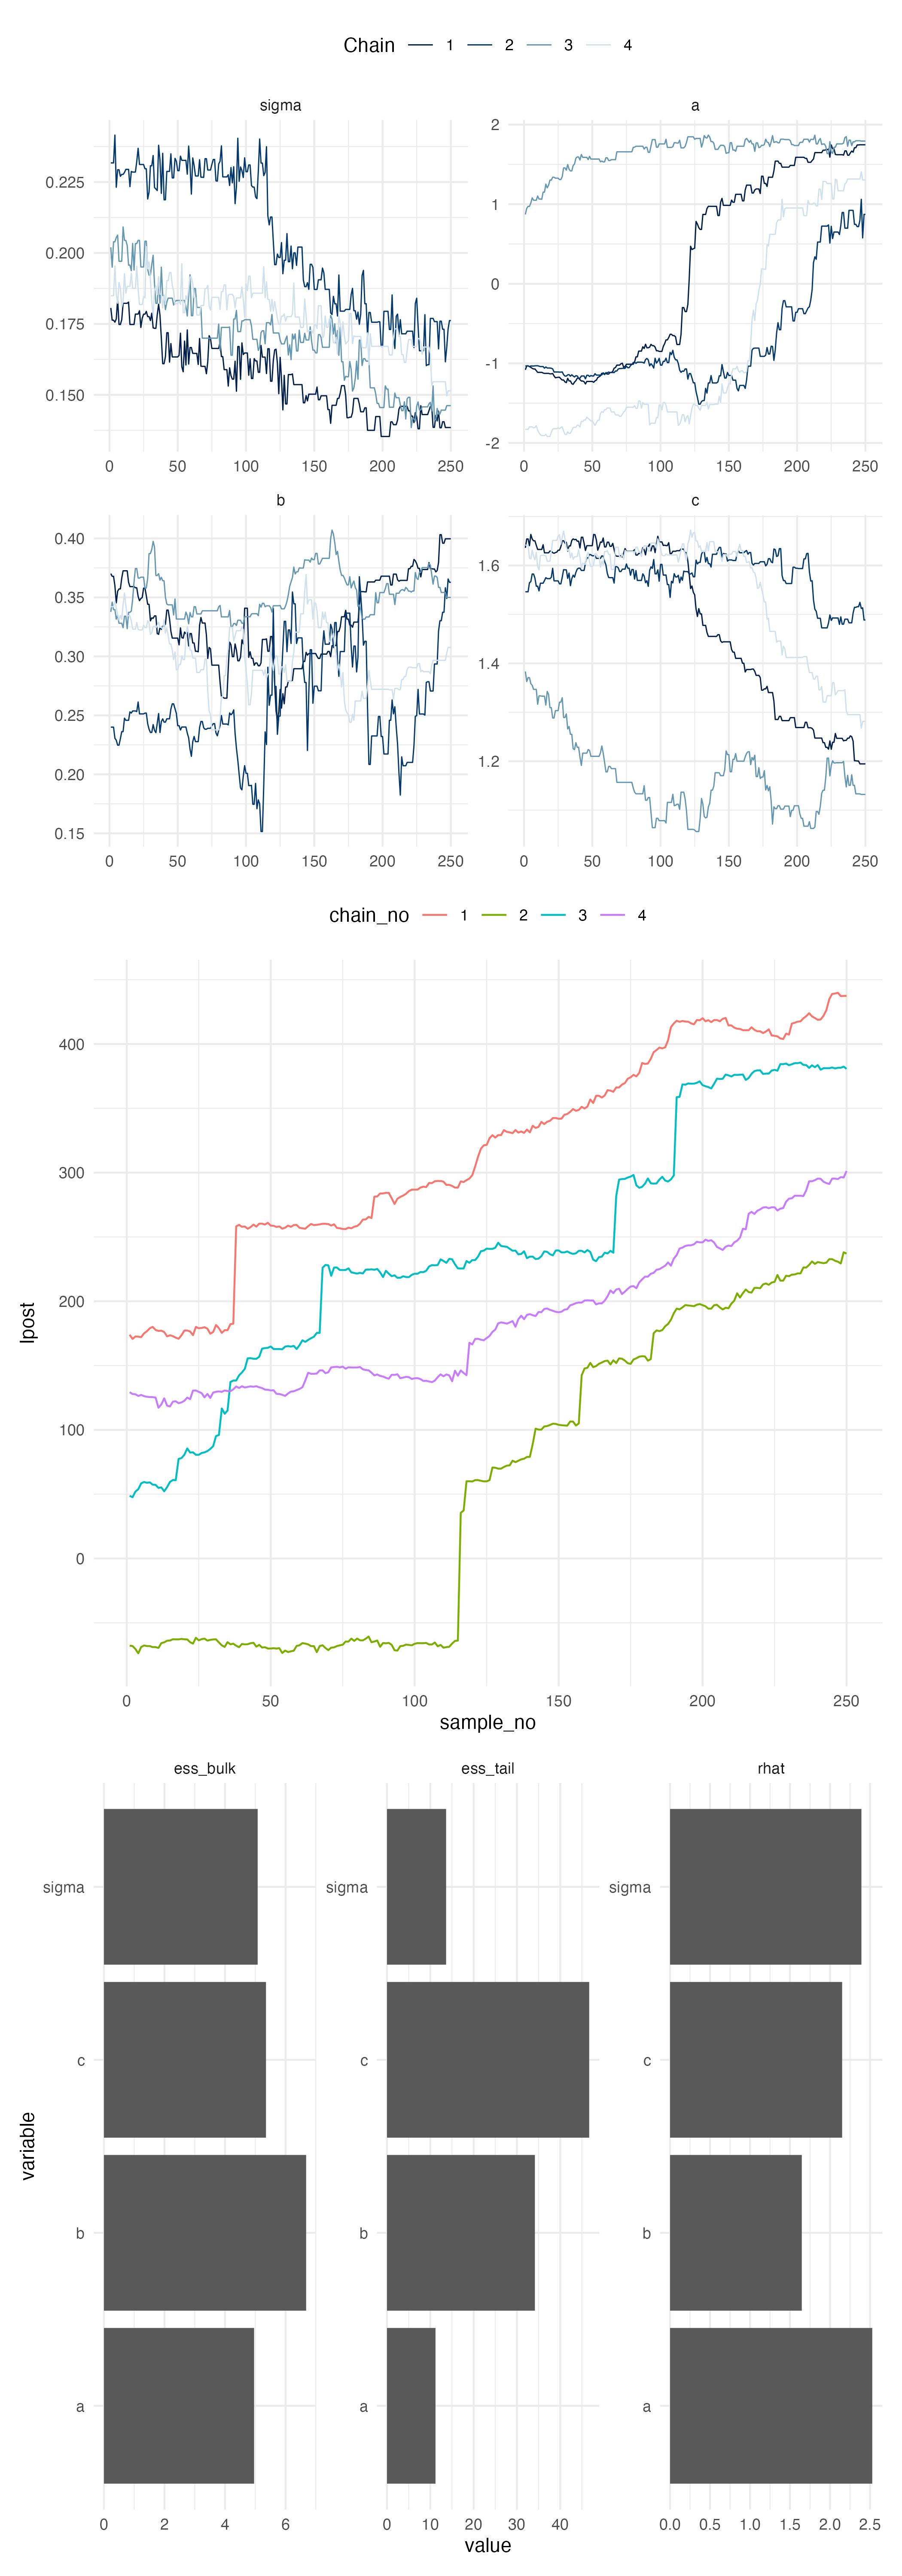 Chain 1 2 3 4
sigma a
0.225
0.200
0.175
0.150
2
1
0
-1
-2
0 50 100 150 200 250 0 50 100 150 200 250
b c
0.40
0.35
0.30
0.25
0.20
0.15
1.6
1.4
1.2
0 50 100 150 200 250 0 50 100 150 200 250
chain_no 1 2 3 4
lpost
400
300
200
100
0
0 50 100 150 200 250
sample_no
ess_bulk ess_tail rhat
variable
sigma sigma sigma
c c c
b b b
a a a
0 2 4 6 0 10 20 30 40 0.0 0.5 1.0 1.5 2.0 2.5
value